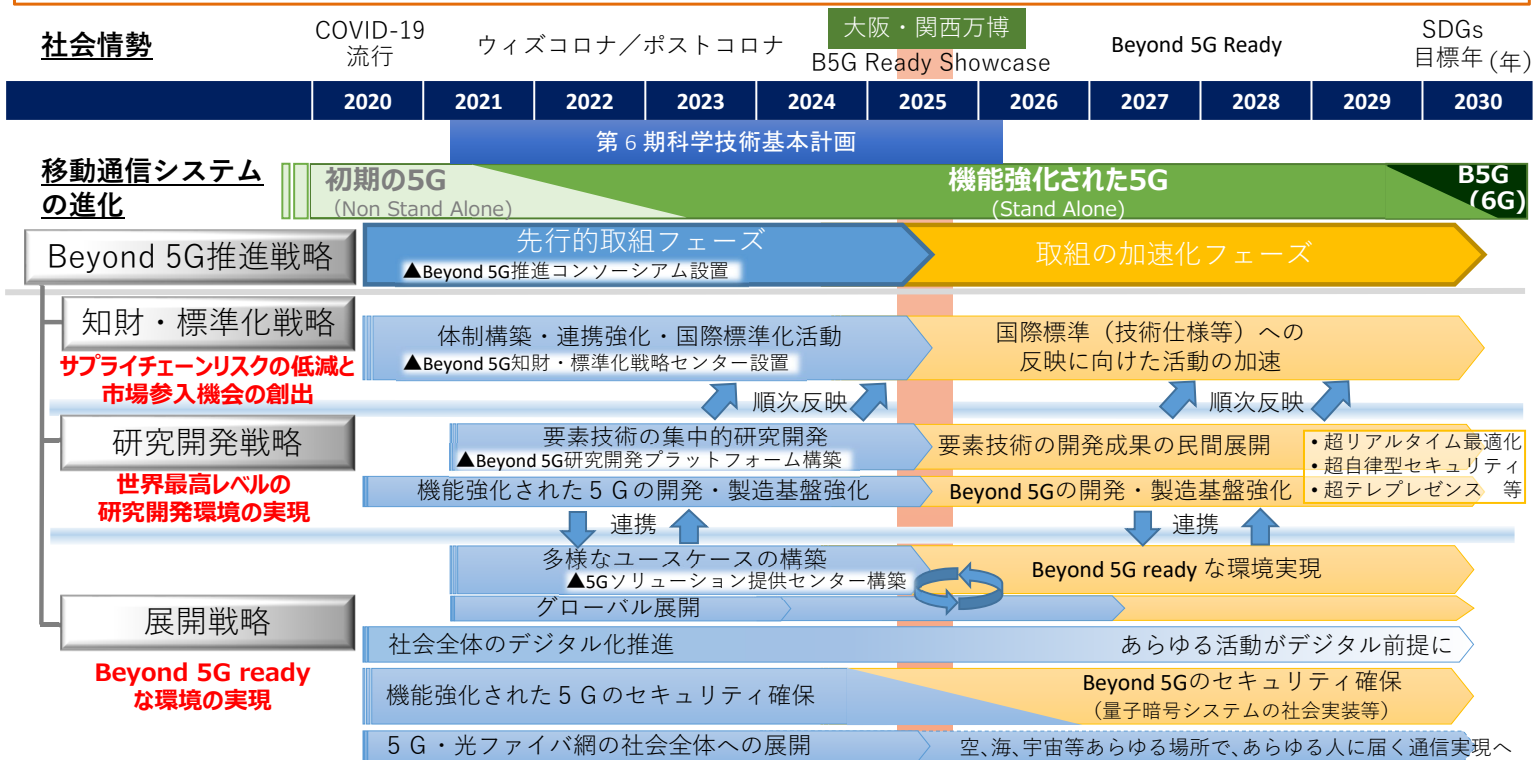 社会情勢
COVID-19
流行
ウィズコロナ／ポストコロナ
大阪・関西万博
B5G Ready Showcase
Beyond 5G Ready
SDGs
目標年
(年)
2020 2021 2022 2023 2024 2025 2026 2027 2028 2029 2030
第6期科学技術基本計画
移動通信システム
の進化
初期の5G
(Non Stand Alone)
機能強化された5G
(Stand Alone)
B5G
(6G)
Beyond 5G推進戦略
先行的取組フェーズ
▲Beyond 5G推進コンソーシアム設置
取組の加速化フェーズ
知財・標準化戦略
サプライチェーンリスクの低減と
市場参入機会の創出
体制構築・連携強化・国際標準化活動
▲Beyond 5G知財・標準化戦略センター設置
国際標準（技術仕様等）への
反映に向けた活動の加速
順次反映
順次反映
研究開発戦略
世界最高レベルの
研究開発環境の実現
要素技術の集中的研究開発
▲Beyond 5G研究開発プラットフォーム構築
要素技術の開発成果の民間展開
• 超リアルタイム最適化
• 超自律型セキュリティ
• 超テレプレゼンス　等
機能強化された５Ｇの開発・製造基盤強化
Beyond 5Gの開発・製造基盤強化
連携
連携
展開戦略
Beyond 5G ready
な環境の実現
多様なユースケースの構築
▲5Gソリューション提供センター構築
Beyond 5G ready な環境実現
グローバル展開
社会全体のデジタル化推進
あらゆる活動がデジタル前提に
機能強化された５Ｇのセキュリティ確保
Beyond 5Gのセキュリティ確保
（量子暗号システムの社会実装等）
５Ｇ・光ファイバ網の社会全体への展開
空、海、宇宙等あらゆる場所で、あらゆる人に届く通信実現へ